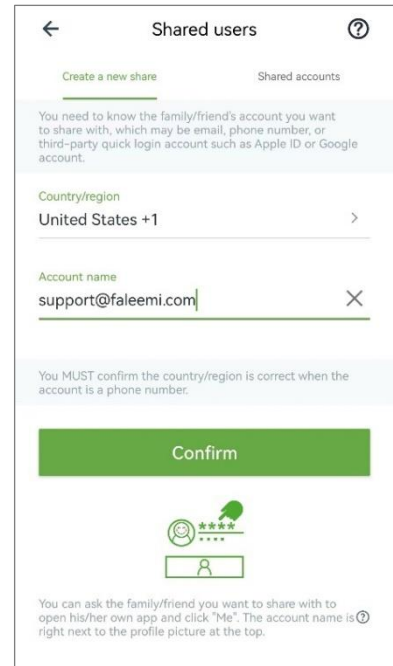 Shared users
Create a new share
Shared accounts
You need to know the family/friend's account you want
to share with, which may be email, phone number, or
third-party quick login account such as Apple ID or Google
account.
Country/region
United States +1
Account name
support@faleemi.com
You MUST confirm the country/region is correct when the
account is a phone number.
Confirm
****
You can ask the family/friend you want to share with to
open his/her own app and click "Me". The account name is
right next to the profile picture at the top.